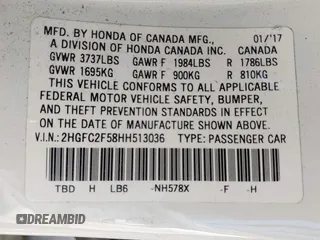 MFD. BY HONDA OF CANADA MFG., 01/'17
A DIVISION OF HONDA CANADA INC. CANADA
GVWR 3737LBS GAWR F 1984LBS R 1786LBS
GVWR 1695KG GAWR F 900KG R 810KG
THIS VEHICLE CONFORMS TO ALL APPLICABLE
FEDERAL MOTOR VEHICLE SAFETY, BUMPER,
AND THEFT PREVENTION STANDARDS IN
EFFECT ON THE DATE OF MANUFACTURE
SHOWN ABOVE.
V.I.N.: 2HGFC2F58HH513036 TYPE: PASSENGER CAR
TBD H LB6 -NH578X -F -H
DREAMBID